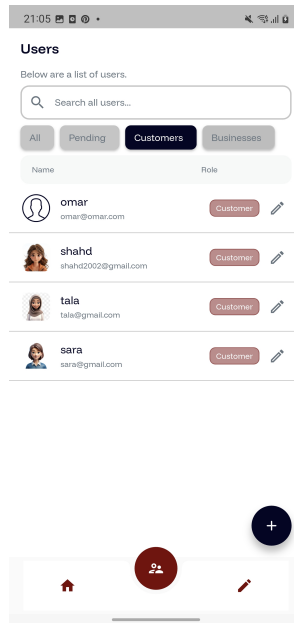 21:05
Users
Below are a list of users.
Search all users...
All Pending Customers Businesses
Name Role
omar
omar@omar.com
Customer
shahd
shahd2002@gmail.com
Customer
tala
tala@gmail.com
Customer
sara
sara@gmail.com
Customer